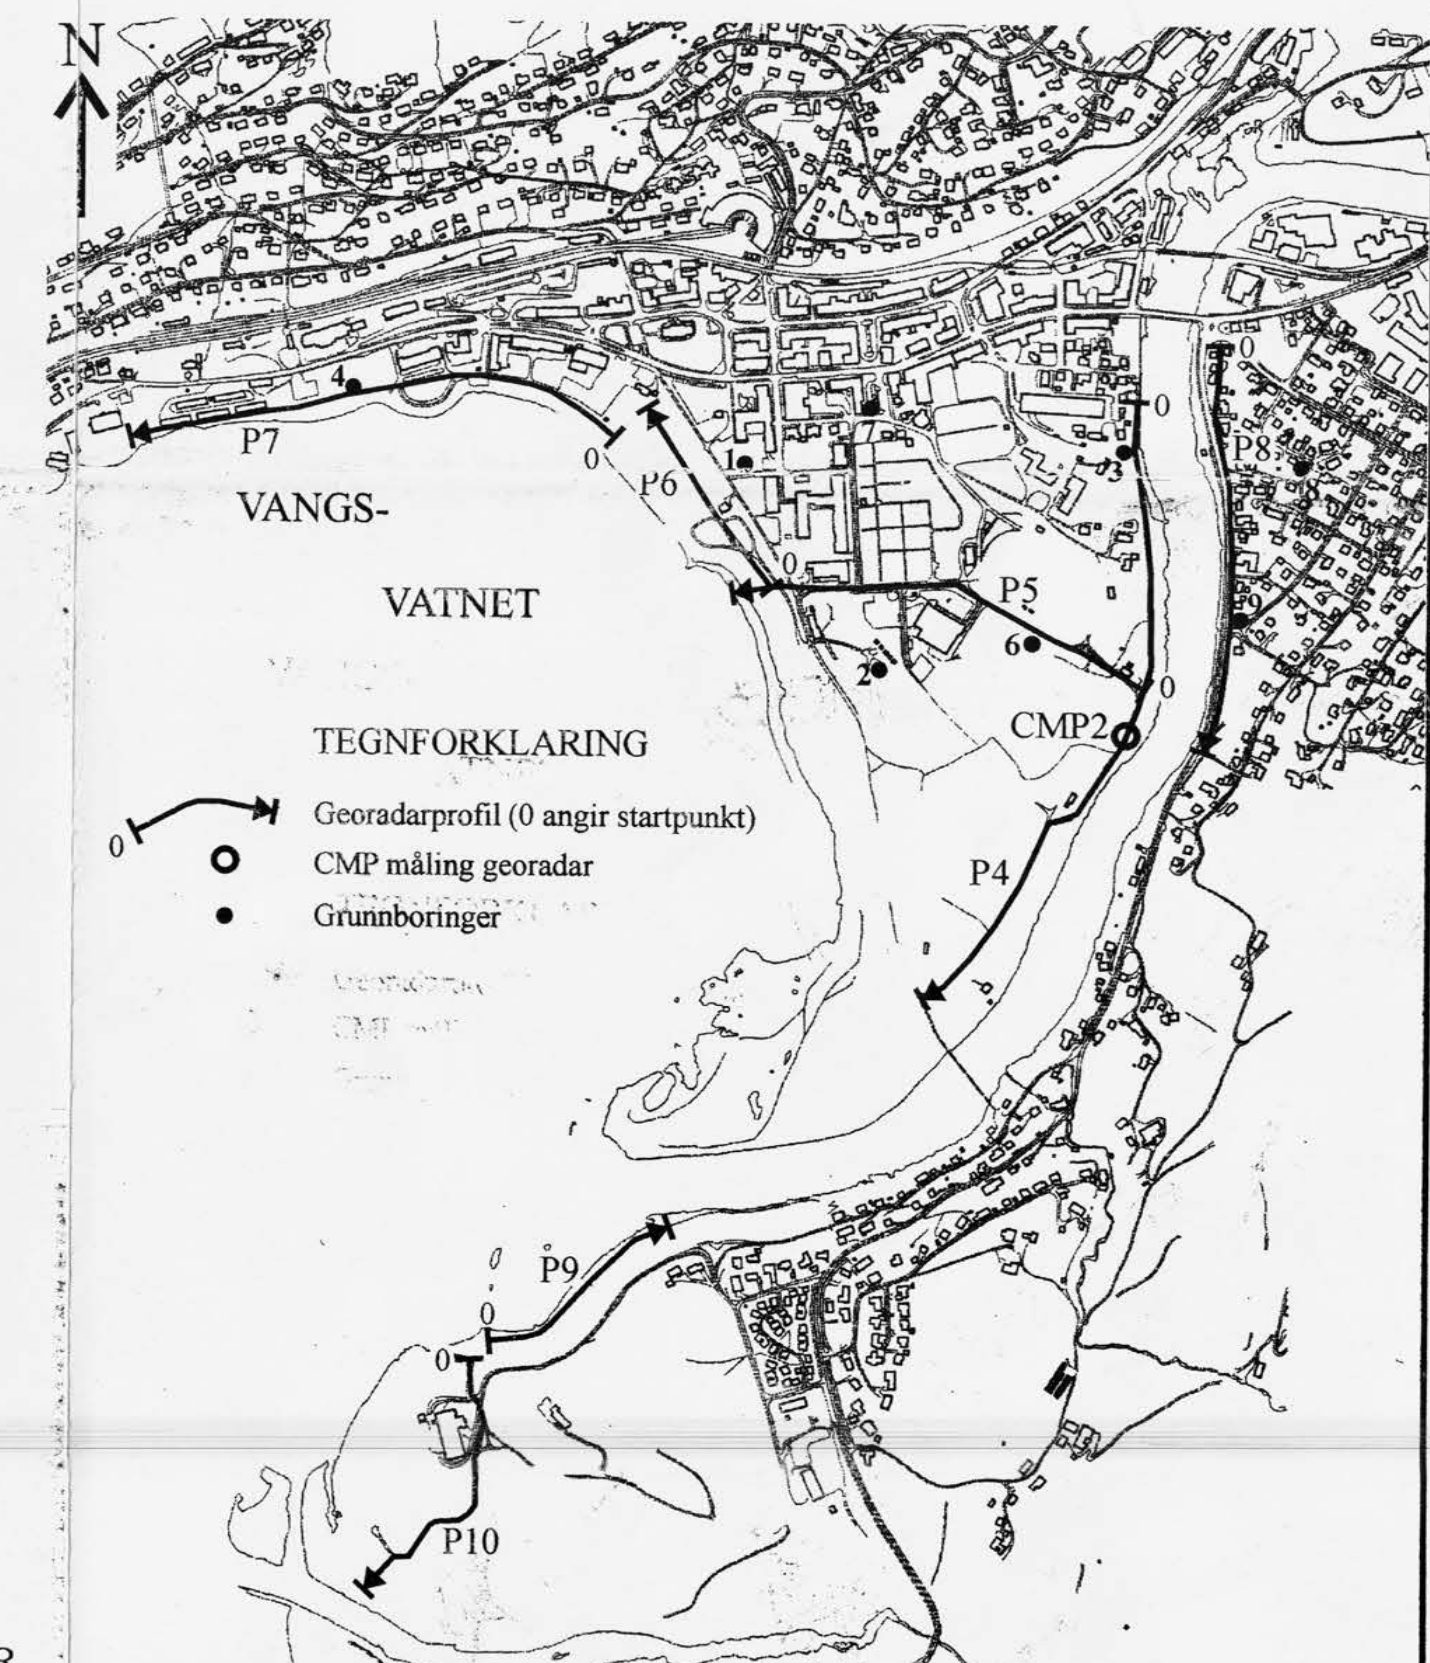 N
4
P7
0
P6
1
7
3
0
0
P8
8
VANGS-
0
P5
VATNET
9
6
2
0
CMP2
TEGNFORKLARING
0
Georadarprofil (0 angir startpunkt)
CMP måling georadar
Grunnboringer
P4
P9
0
0
P10